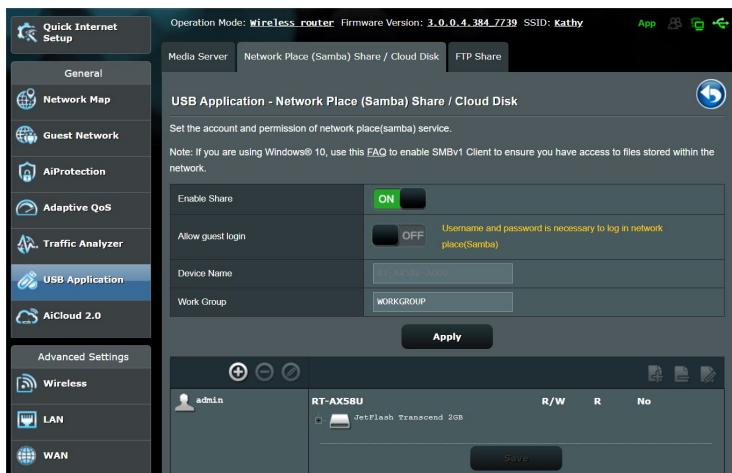 Quick Internet
Setup
Operation Mode: Wireless router Firmware Version: 3.0.0.4.384_7739 SSID: Kathy
App
General
Network Map
Guest Network
AiProtection
Adaptive QoS
Traffic Analyzer
USB Application
AiCloud 2.0
Advanced Settings
Wireless
LAN
WAN
Media Server
Network Place (Samba) Share / Cloud Disk
FTP Share
USB Application - Network Place (Samba) Share / Cloud Disk
Set the account and permission of network place(samba) service.
Note: If you are using Windows® 10, use this FAQ to enable SMBv1 Client to ensure you have access to files stored within the
network.
Enable Share
ON
Allow guest login
OFF
Username and password is necessary to log in network
place(Samba)
Device Name
Work Group
WORKGROUP
Apply
admin
RT-AX58U
R/W
R
No
JetFlash Transcend 2GB
Save